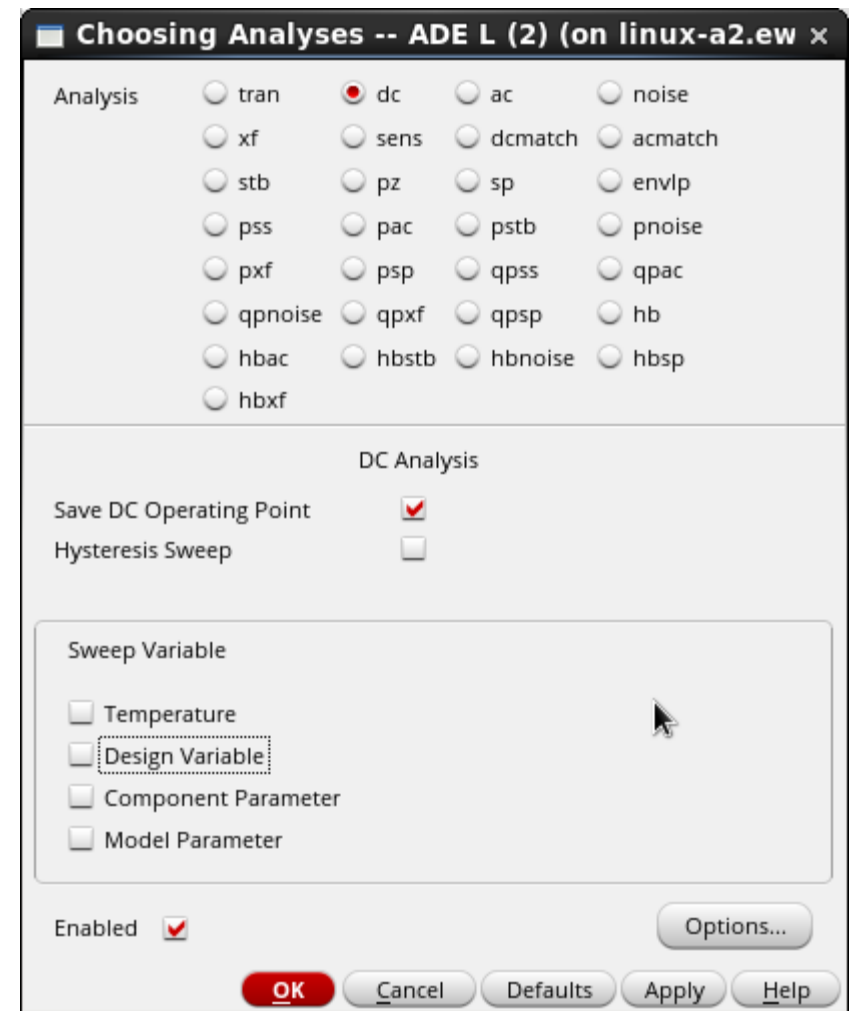 Choosing Analyses -- ADE L (2) (on linux-a2.ew ×
Analysis tran dc ac noise
xf sens dcmatch acmatch
stb pz sp envlp
pss pac pstb pnoise
pxf psp qpss qpac
qpnoise qpxf qpsp hb
hbac hbstb hbnoise hbsp
hbxf
DC Analysis
Save DC Operating Point
Hysteresis Sweep
Sweep Variable
Temperature
Design Variable
Component Parameter
Model Parameter
Enabled Options...
OK Cancel Defaults Apply Help